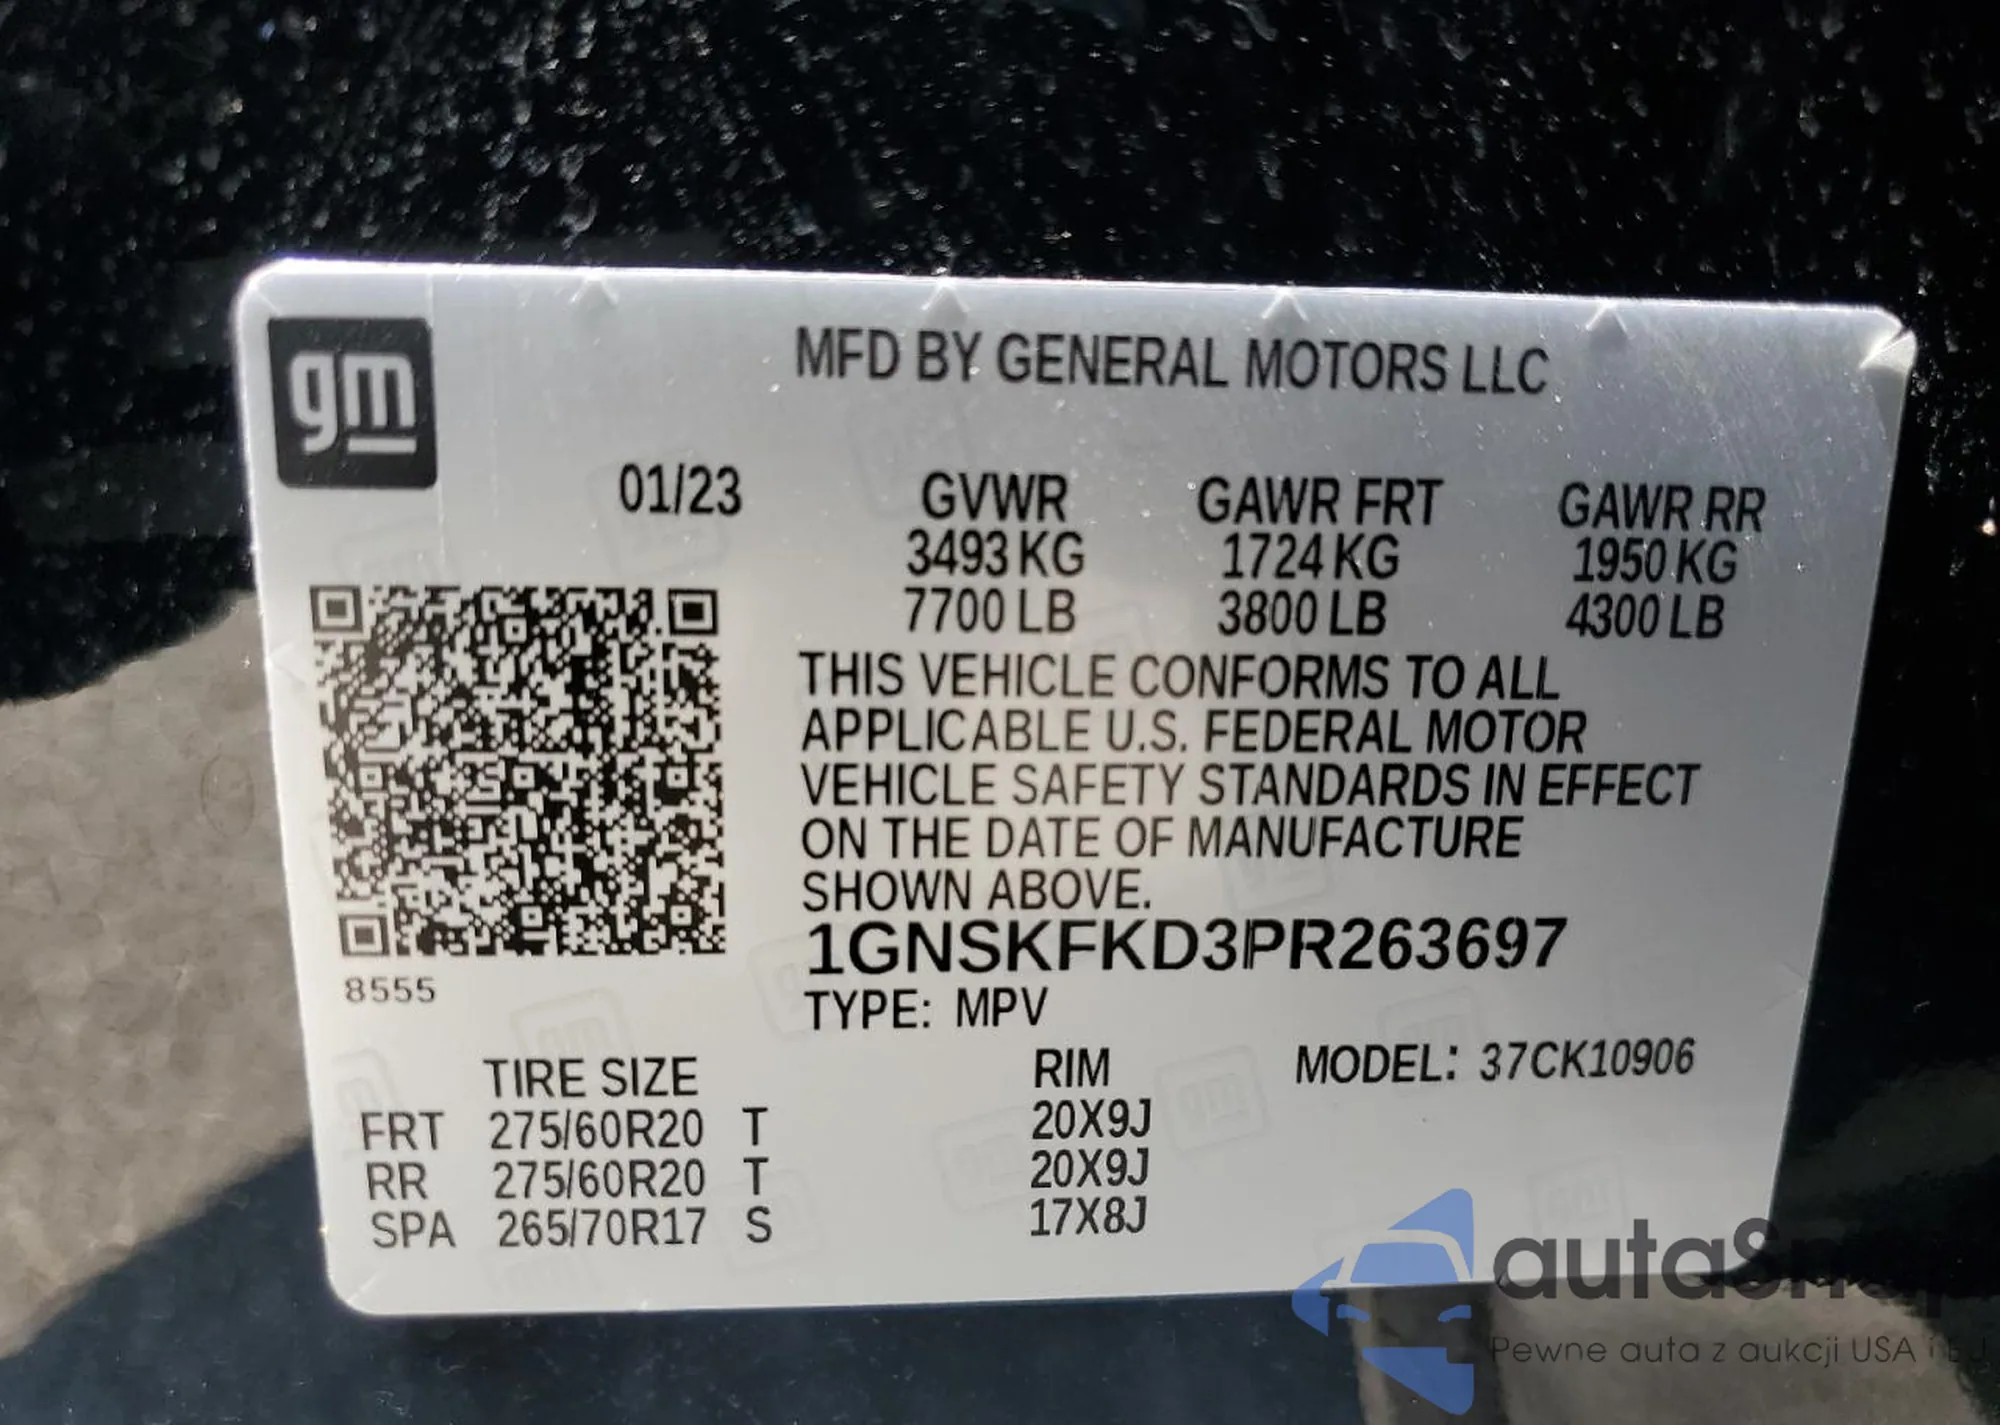 gm
MFD BY GENERAL MOTORS LLC
01/23 GVWR GAWR FRT GAWR RR
3493 KG 1724 KG 1950 KG
7700 LB 3800 LB 4300 LB
THIS VEHICLE CONFORMS TO ALL
APPLICABLE U.S. FEDERAL MOTOR
VEHICLE SAFETY STANDARDS IN EFFECT
ON THE DATE OF MANUFACTURE
SHOWN ABOVE.
1GNSKFKD3PR263697
8555
TYPE: MPV
TIRE SIZE RIM MODEL: 37CK10906
FRT 275/60R20 T 20X9J
RR 275/60R20 T 20X9J
SPA 265/70R17 S 17X8J
autaSnap
Pewne auta z aukcji USA i EU